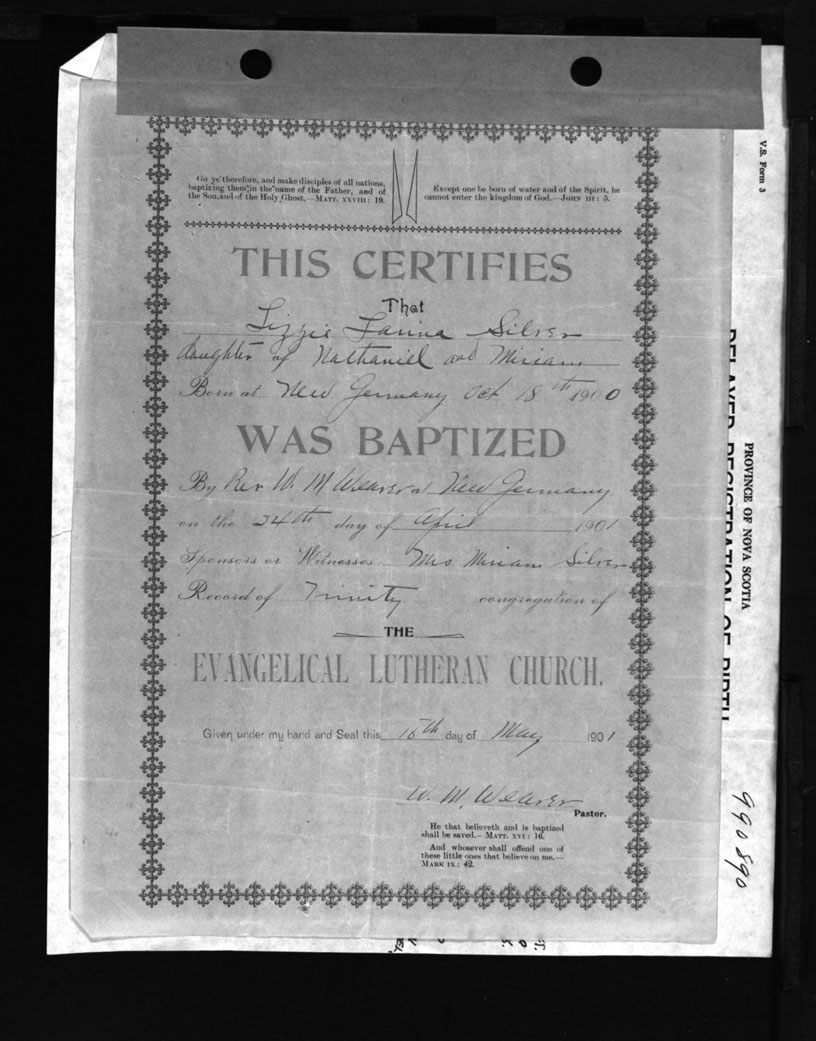 Go ye therefore, and make disciples of all nations,
baptizing them in the name of the Father, and of
the Son, and of the Holy Ghost.—MATT. XXVIII: 19.
Except one be born of water and of the Spirit, he
cannot enter the kingdom of God.—JOHN III: 5.
THIS CERTIFIES
That
Lizzie Silver
daughter of Nathaniel and Miriam
Born at New Germany Oct 18th 1900
WAS BAPTIZED
By Rev W. M Weaver at New Germany
on the 24th day of April 1901
Sponsors or Witnesses Mrs Miriam Silver
Record of Trinity congregation of
THE
EVANGELICAL LUTHERAN CHURCH.
Given under my hand and Seal this 16th day of May 1901
W. M. Weaver
Pastor.
He that believeth and is baptized
shall be saved.—MATT. XVI: 16.
And whosoever shall offend one of
these little ones that believe on me.—
MARK IX: 42.
V.S. Form 3
PROVINCE OF NOVA SCOTIA
DELAYED REGISTRATION OF BIRTH
990890